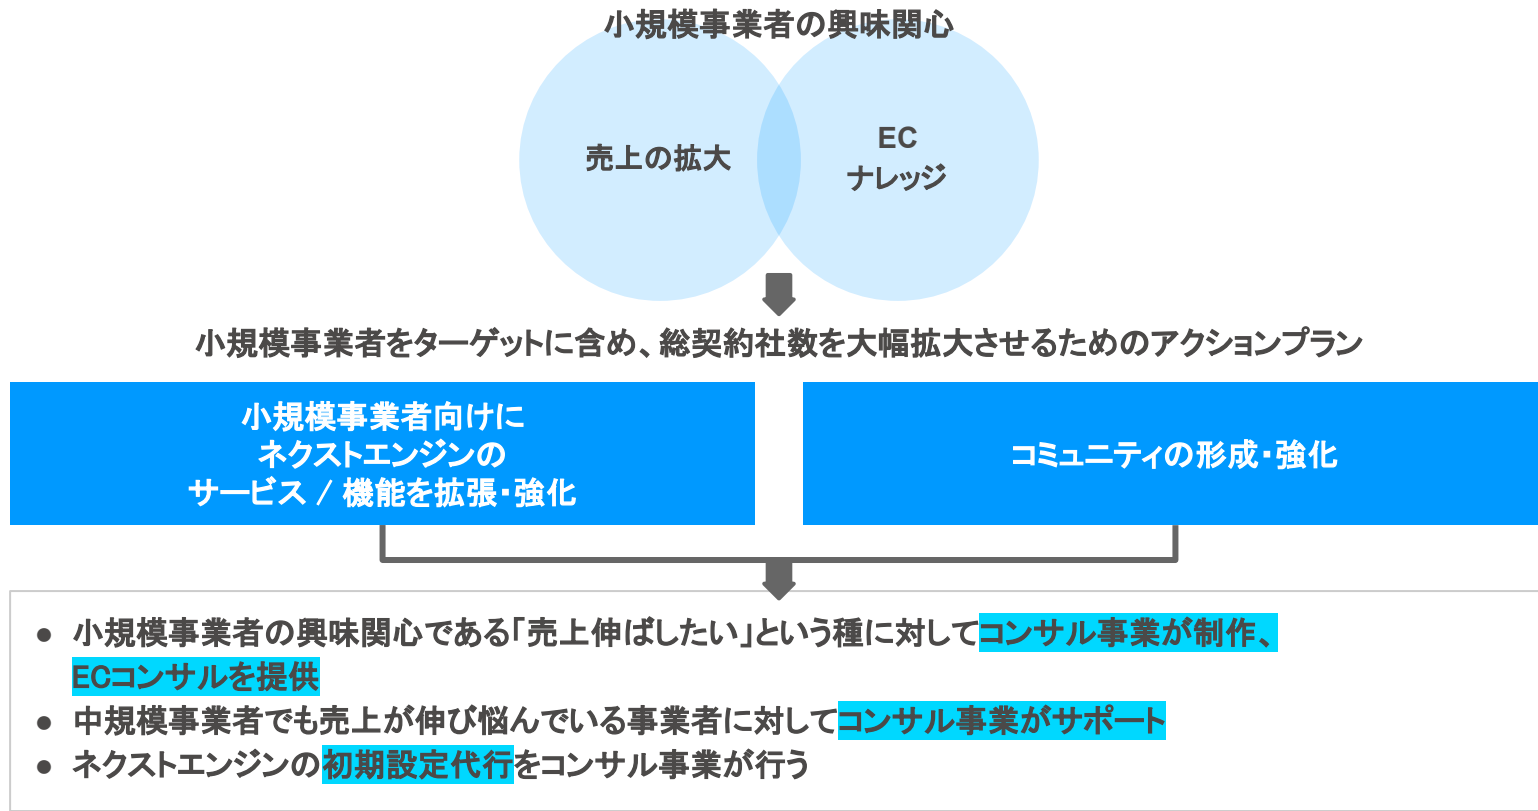 小規模事業者の興味関心
売上の拡大
EC
ナレッジ
小規模事業者をターゲットに含め、総契約社数を大幅拡大させるためのアクションプラン
小規模事業者向けに
ネクストエンジンの
サービス / 機能を拡張・強化
コミュニティの形成・強化
● 小規模事業者の興味関心である「売上伸ばしたい」という種に対してコンサル事業が制作、
ECコンサルを提供
● 中規模事業者でも売上が伸び悩んでいる事業者に対してコンサル事業がサポート
● ネクストエンジンの初期設定代行をコンサル事業が行う